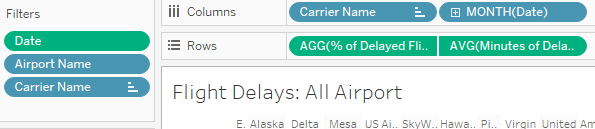 Filters
Date
Airport Name
Carrier Name
Columns
Carrier Name
MONTH(Date)
Rows
AGG(% of Delayed Fli..
AVG(Minutes of Dela..
Flight Delays: All Airport
E. Alaska Delta Mesa US Ai.. SkyW.. Hawa.. Pi.. Virgin United Am